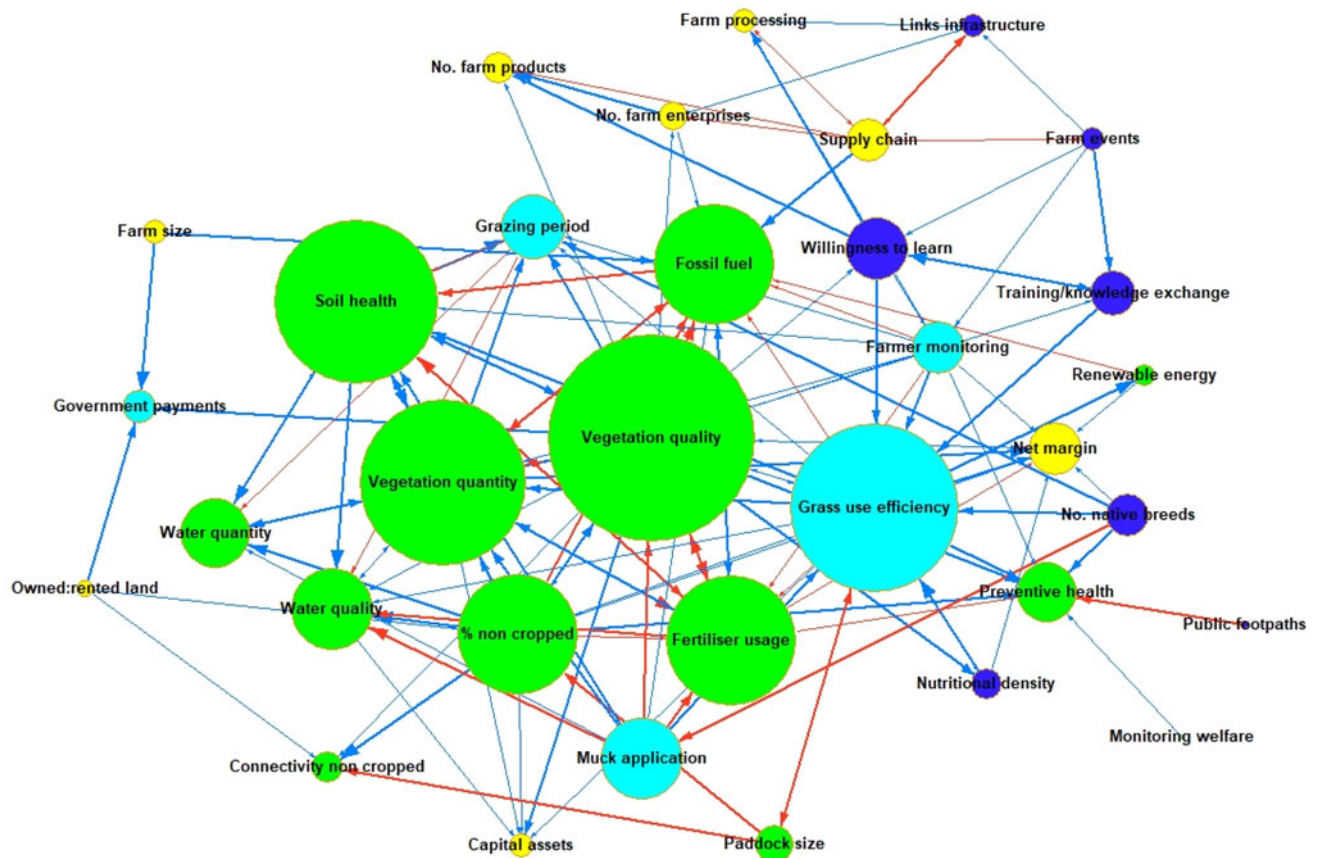 Farm processing
Links infrastructure
No. farm products
No. farm enterprises
Supply chain
Farm events
Farm size
Grazing period
Willingness to learn
Fossil fuel
Soil health
Training/knowledge exchange
Farmer monitoring
Renewable energy
Government payments
Vegetation quality
Net margin
Vegetation quantity
Grass use efficiency
No. native breeds
Water quantity
Owned:rented land
Preventive health
Water quality
% non cropped
Fertiliser usage
Public footpaths
Nutritional density
Monitoring welfare
Connectivity non cropped
Muck application
Capital assets
Paddock size